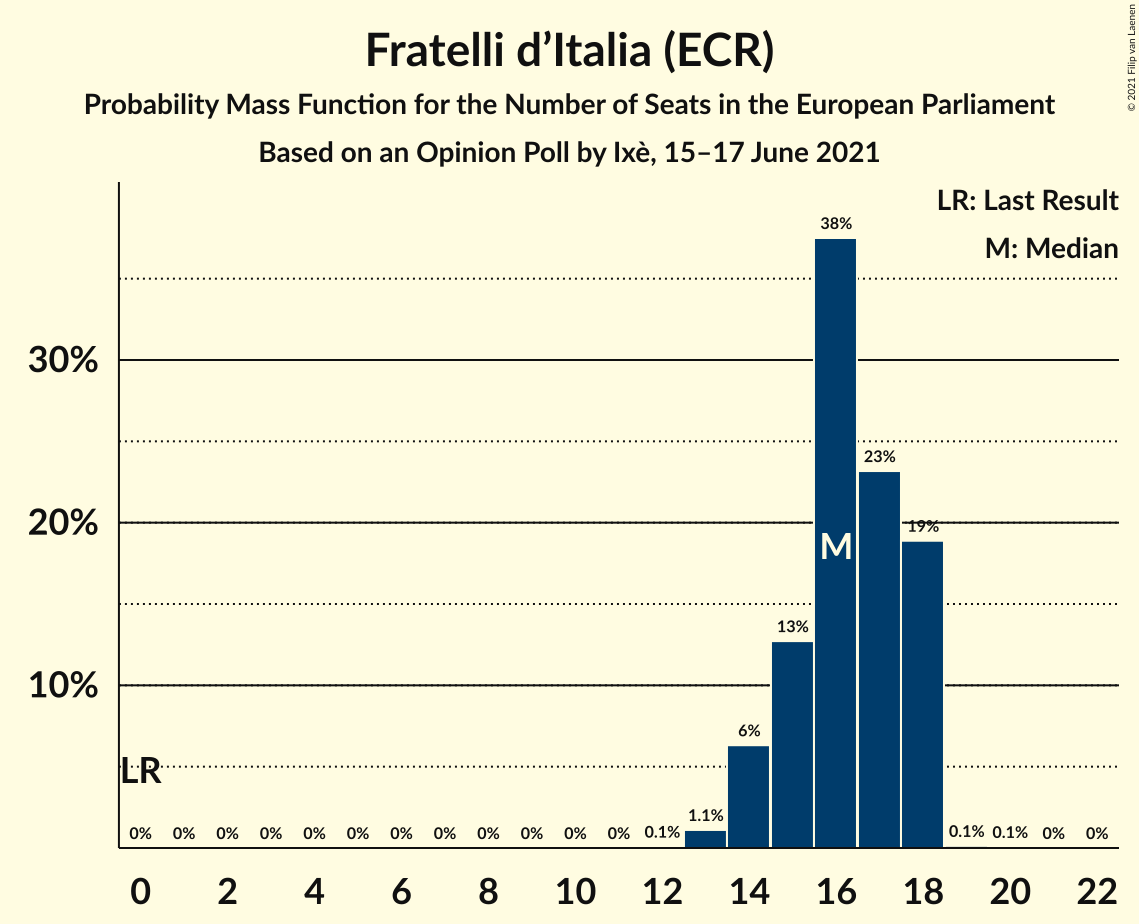 Fratelli d’Italia (ECR)
Probability Mass Function for the Number of Seats in the European Parliament
Based on an Opinion Poll by Ixè, 15–17 June 2021
© 2021 Filip van Laenen
LR: Last Result
M: Median
38%
30%
23%
20%
19%
M
13%
10%
6%
LR
1.1%
0% 0% 0% 0% 0% 0% 0% 0% 0% 0% 0% 0% 0.1% 0.1% 0.1% 0% 0%
0 2 4 6 8 10 12 14 16 18 20 22